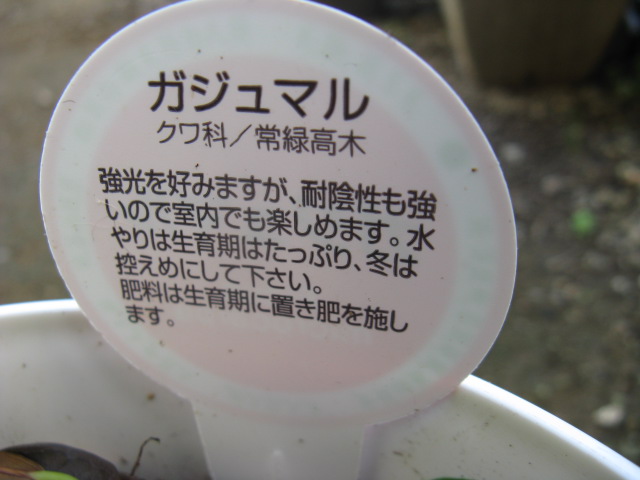 ガジュマル
クワ科／常緑高木
強光を好みますが、耐陰性も強
いので室内でも楽しめます。水
やりは生育期はたっぷり、冬は
控えめにして下さい。
肥料は生育期に置き肥を施し
ます。